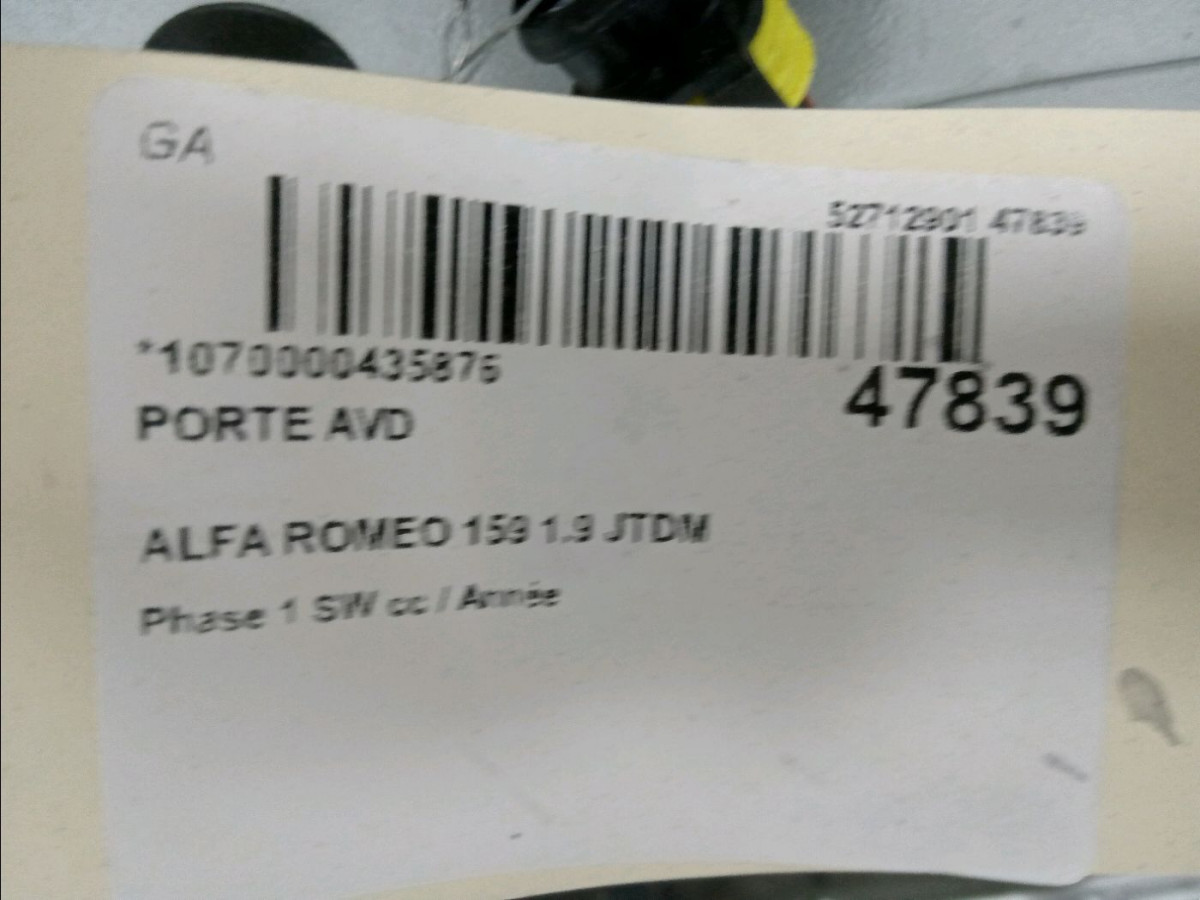 GA
52712901 47839
*1070000435876
47839
PORTE AVD
ALFA ROMEO 159 1.9 JTDM
Phase 1 SW cc / Année